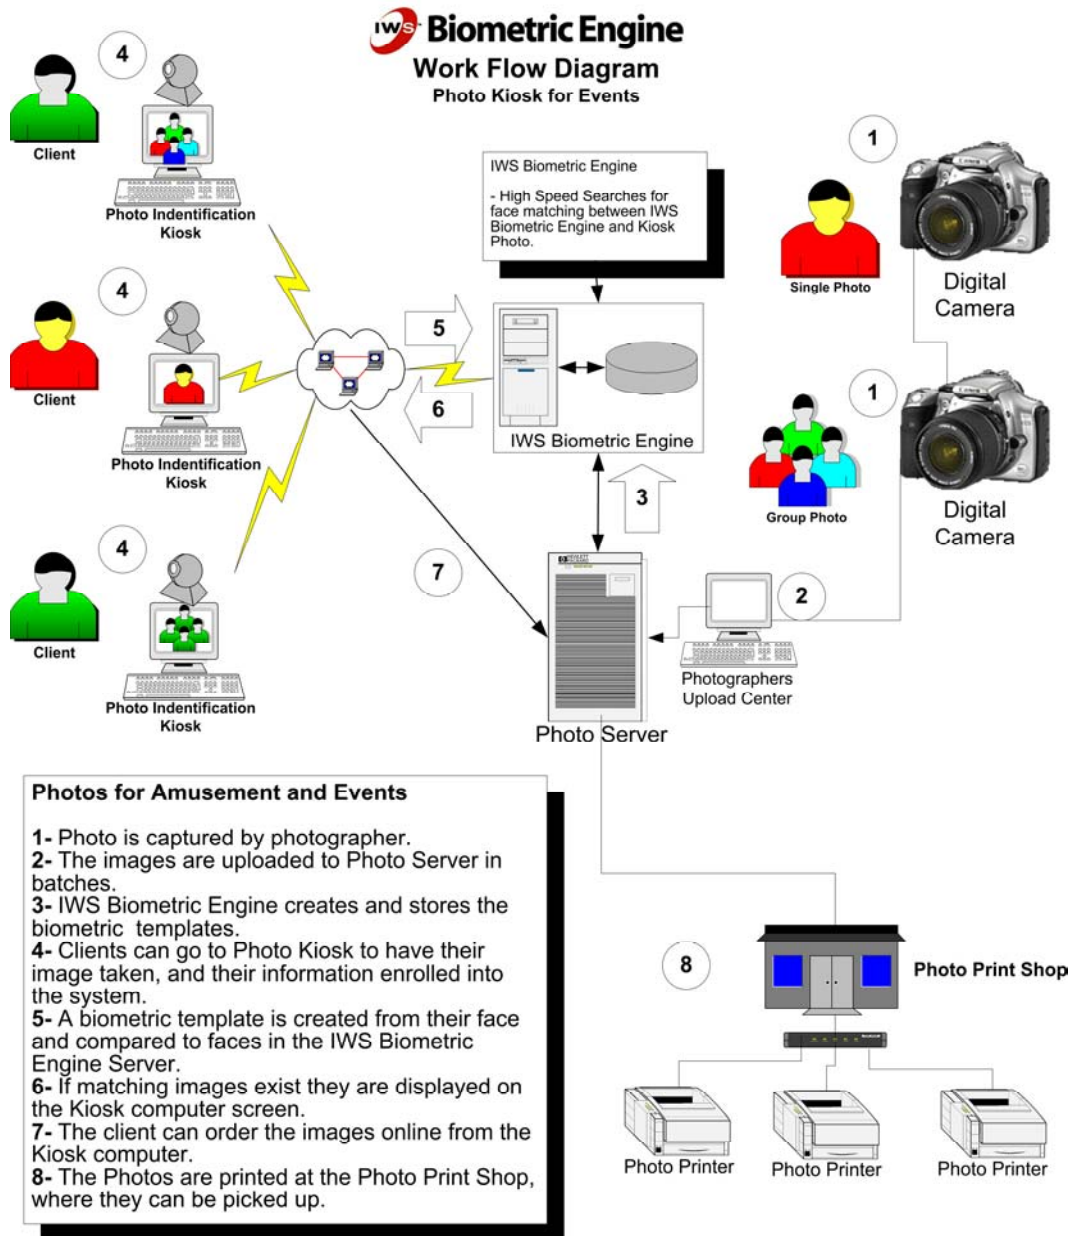 IWS Biometric Engine
Work Flow Diagram
Photo Kiosk for Events
4
Client
Photo Indentification
Kiosk
IWS Biometric Engine
- High Speed Searches for
face matching between IWS
Biometric Engine and Kiosk
Photo.
1
Single Photo
Canon
Digital
Camera
4
Client
Photo Indentification
Kiosk
5
6
IWS Biometric Engine
1
Group Photo
Canon
Digital
Camera
3
4
Client
Photo Indentification
Kiosk
7
HEWLETT
PACKARD
Photo Server
2
Photographers
Upload Center
Photos for Amusement and Events
1- Photo is captured by photographer.
2- The images are uploaded to Photo Server in
batches.
3- IWS Biometric Engine creates and stores the
biometric templates.
4- Clients can go to Photo Kiosk to have their
image taken, and their information enrolled into
the system.
5- A biometric template is created from their face
and compared to faces in the IWS Biometric
Engine Server.
6- If matching images exist they are displayed on
the Kiosk computer screen.
7- The client can order the images online from the
Kiosk computer.
8- The Photos are printed at the Photo Print Shop,
where they can be picked up.
8
Photo Print Shop
Photo Printer
Photo Printer
Photo Printer